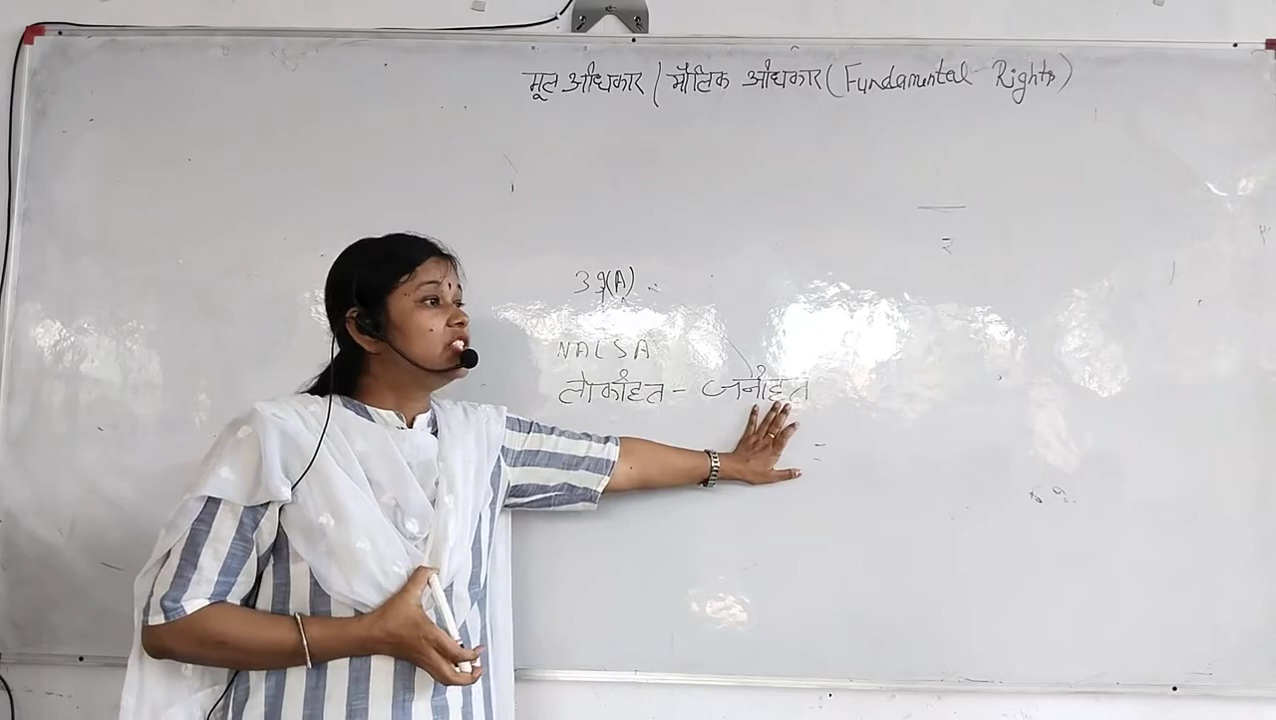 मूल अधिकार / मौलिक अधिकार (Fundamental Rights)
39(A)
NALSA
लोकहित - जनहित